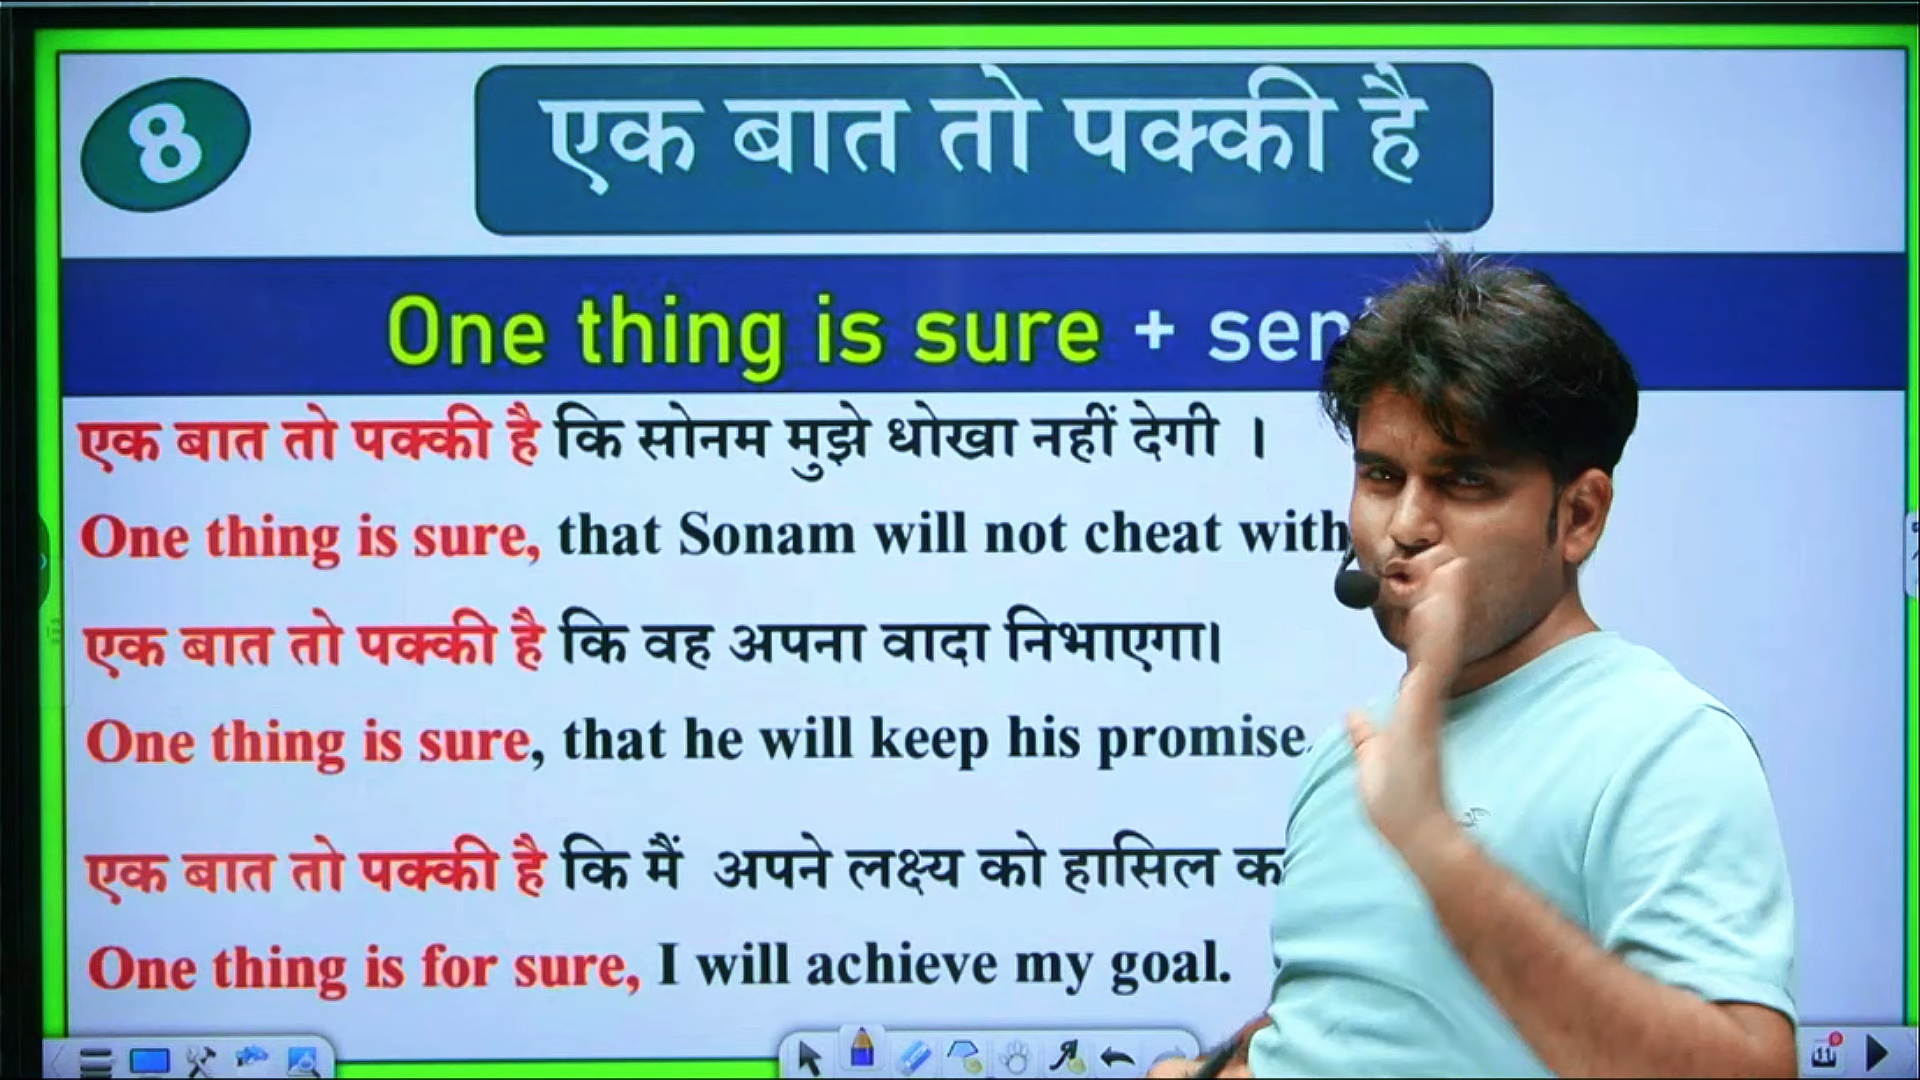 8
एक बात तो पक्की है
One thing is sure +
एक बात तो पक्की है कि सोनम मुझे धोखा नहीं देगी ।
One thing is sure, that Sonam will not cheat with
एक बात तो पक्की है कि वह अपना वादा निभाएगा।
One thing is sure, that he will keep his promise.
एक बात तो पक्की है कि मैं अपने लक्ष्य को हासिल
One thing is for sure, I will achieve my goal.
11